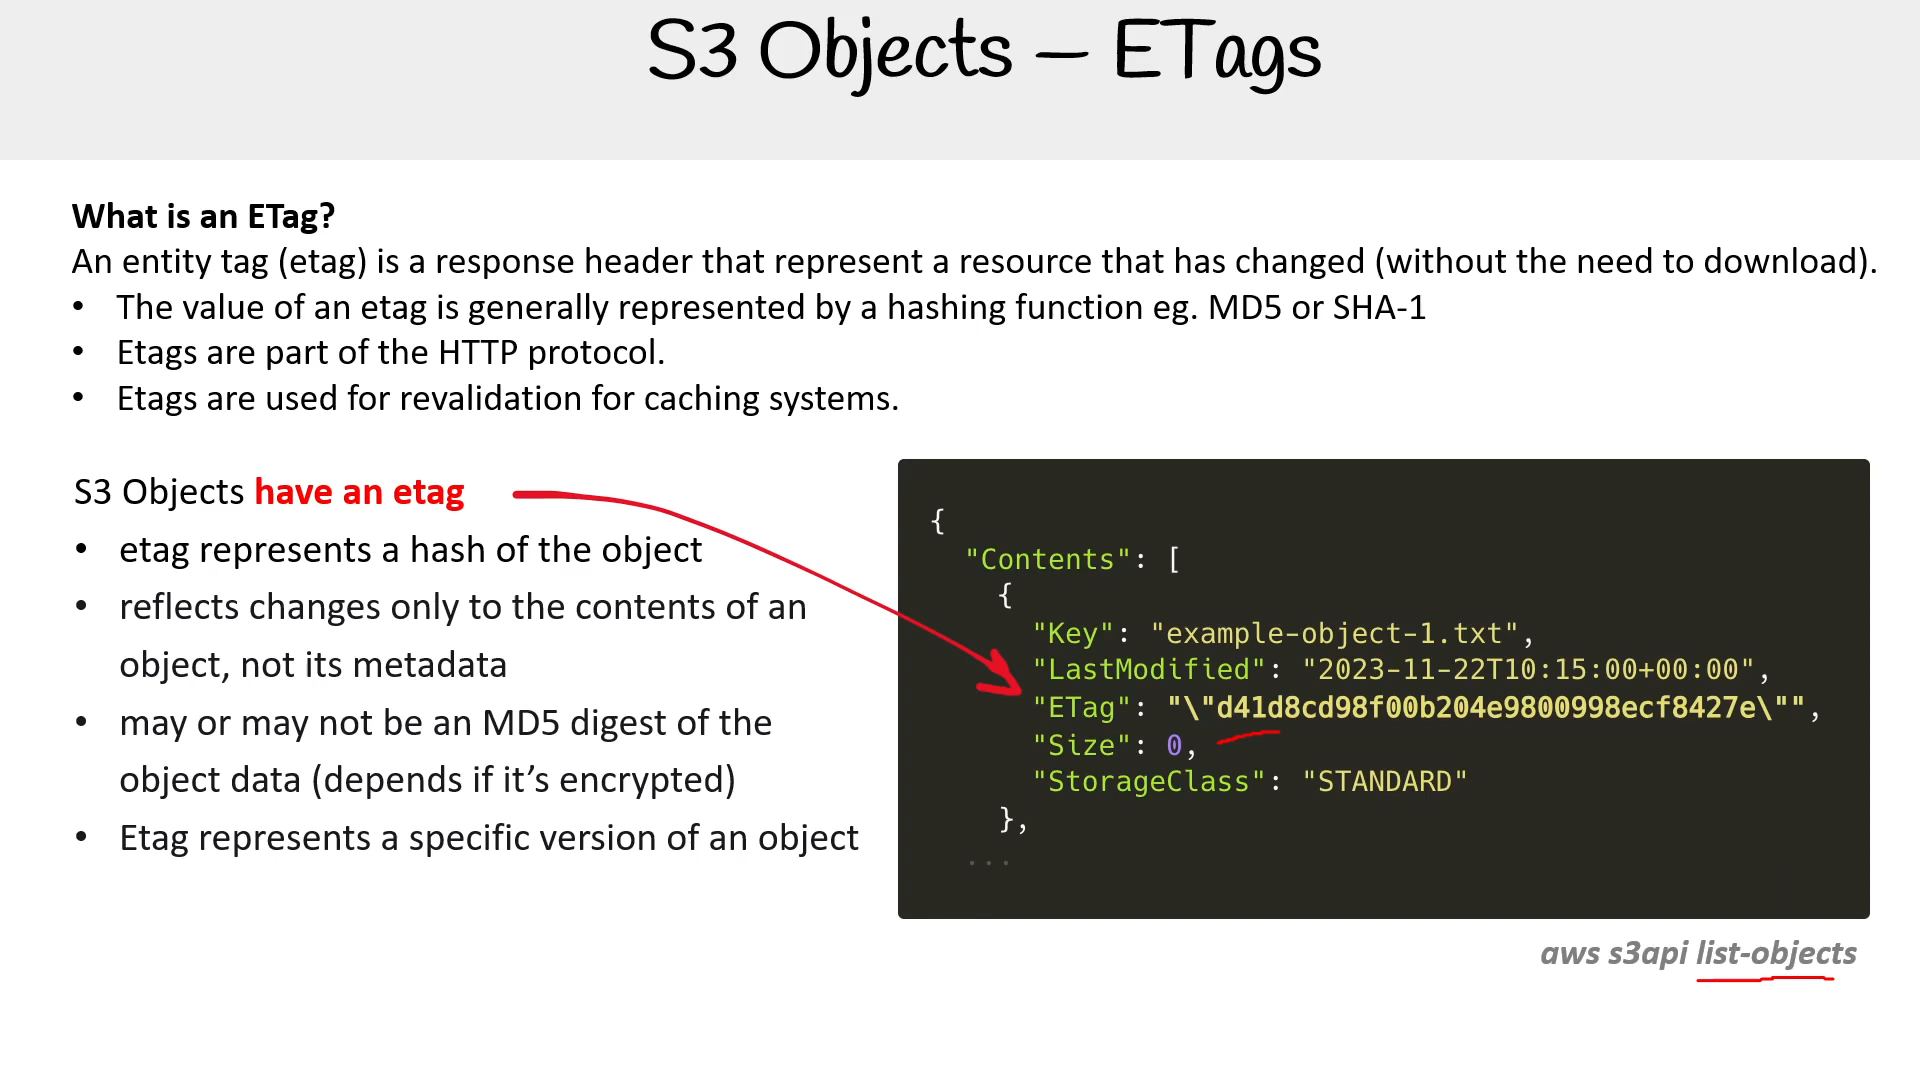 S3 Objects – ETags
What is an ETag?
An entity tag (etag) is a response header that represent a resource that has changed (without the need to download).
• The value of an etag is generally represented by a hashing function eg. MD5 or SHA-1
• Etags are part of the HTTP protocol.
• Etags are used for revalidation for caching systems.
S3 Objects have an etag
• etag represents a hash of the object
• reflects changes only to the contents of an
object, not its metadata
• may or may not be an MD5 digest of the
object data (depends if it’s encrypted)
• Etag represents a specific version of an object
{
"Contents": [
{
"Key": "example-object-1.txt",
"LastModified": "2023-11-22T10:15:00+00:00",
"ETag": "\"d41d8cd98f00b204e9800998ecf8427e\"",
"Size": 0,
"StorageClass": "STANDARD"
},
...
aws s3api list-objects